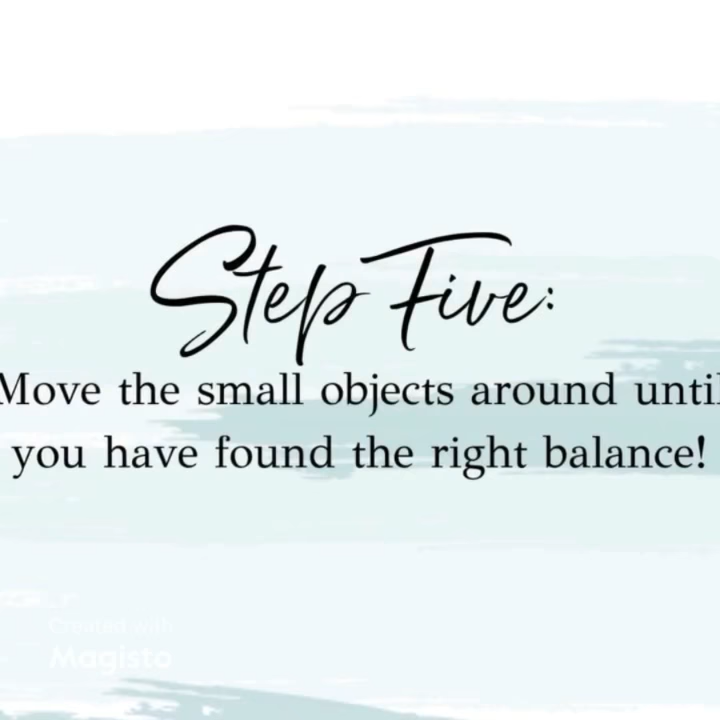 Step Five:
Move the small objects around until
you have found the right balance!
Created with
Magisto